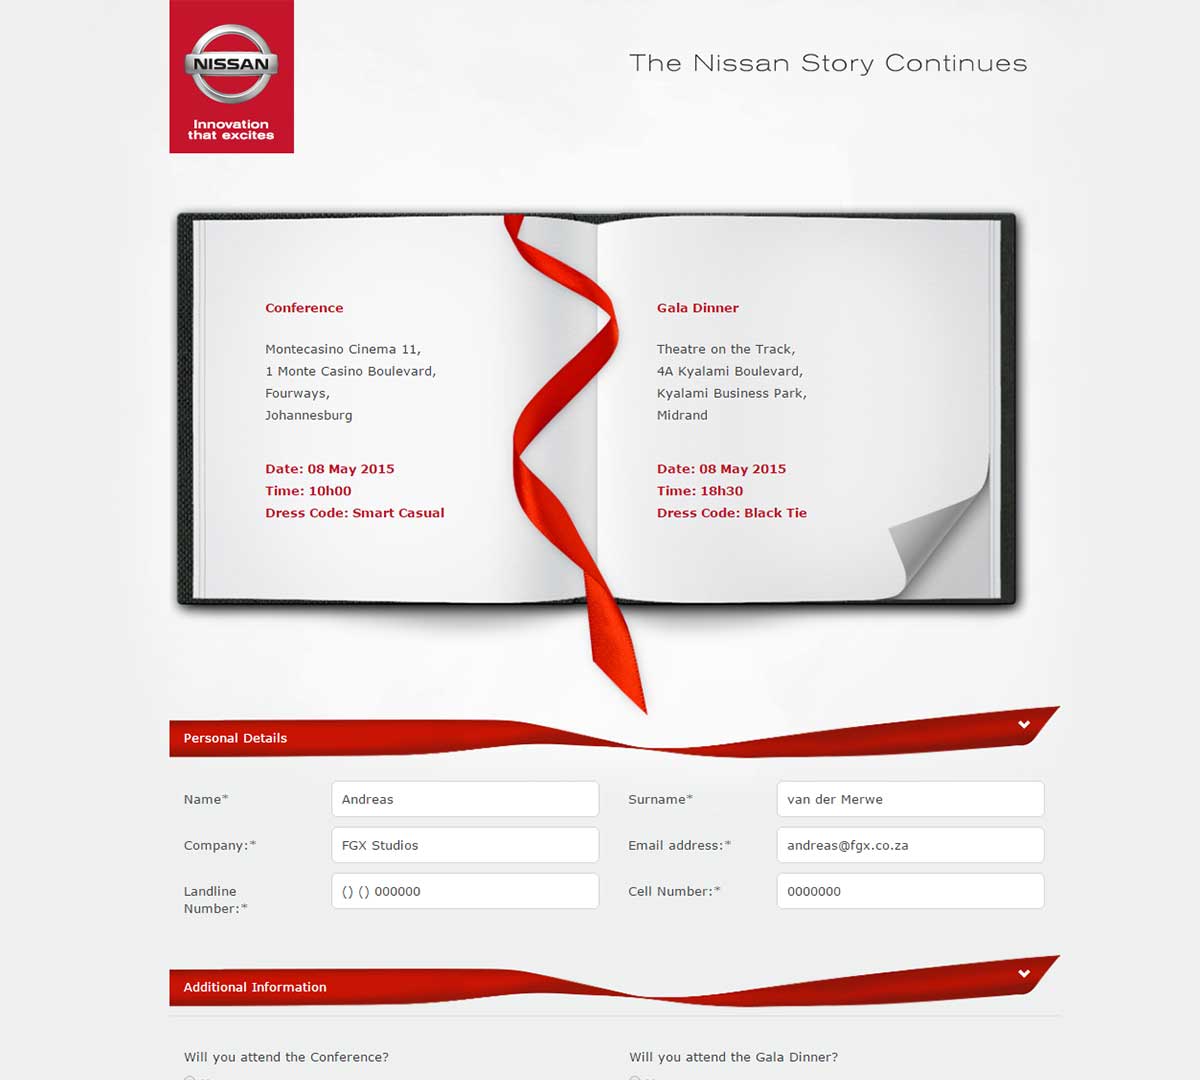 NISSAN
Innovation
that excites
The Nissan Story Continues
Conference
Montecasino Cinema 11,
1 Monte Casino Boulevard,
Fourways,
Johannesburg
Date: 08 May 2015
Time: 10h00
Dress Code: Smart Casual
Gala Dinner
Theatre on the Track,
4A Kyalami Boulevard,
Kyalami Business Park,
Midrand
Date: 08 May 2015
Time: 18h30
Dress Code: Black Tie
Personal Details
Name* Andreas Surname* van der Merwe
Company:* FGX Studios Email address:* andreas@fgx.co.za
Landline
Number:* () () 000000 Cell Number:* 0000000
Additional Information
Will you attend the Conference? Will you attend the Gala Dinner?